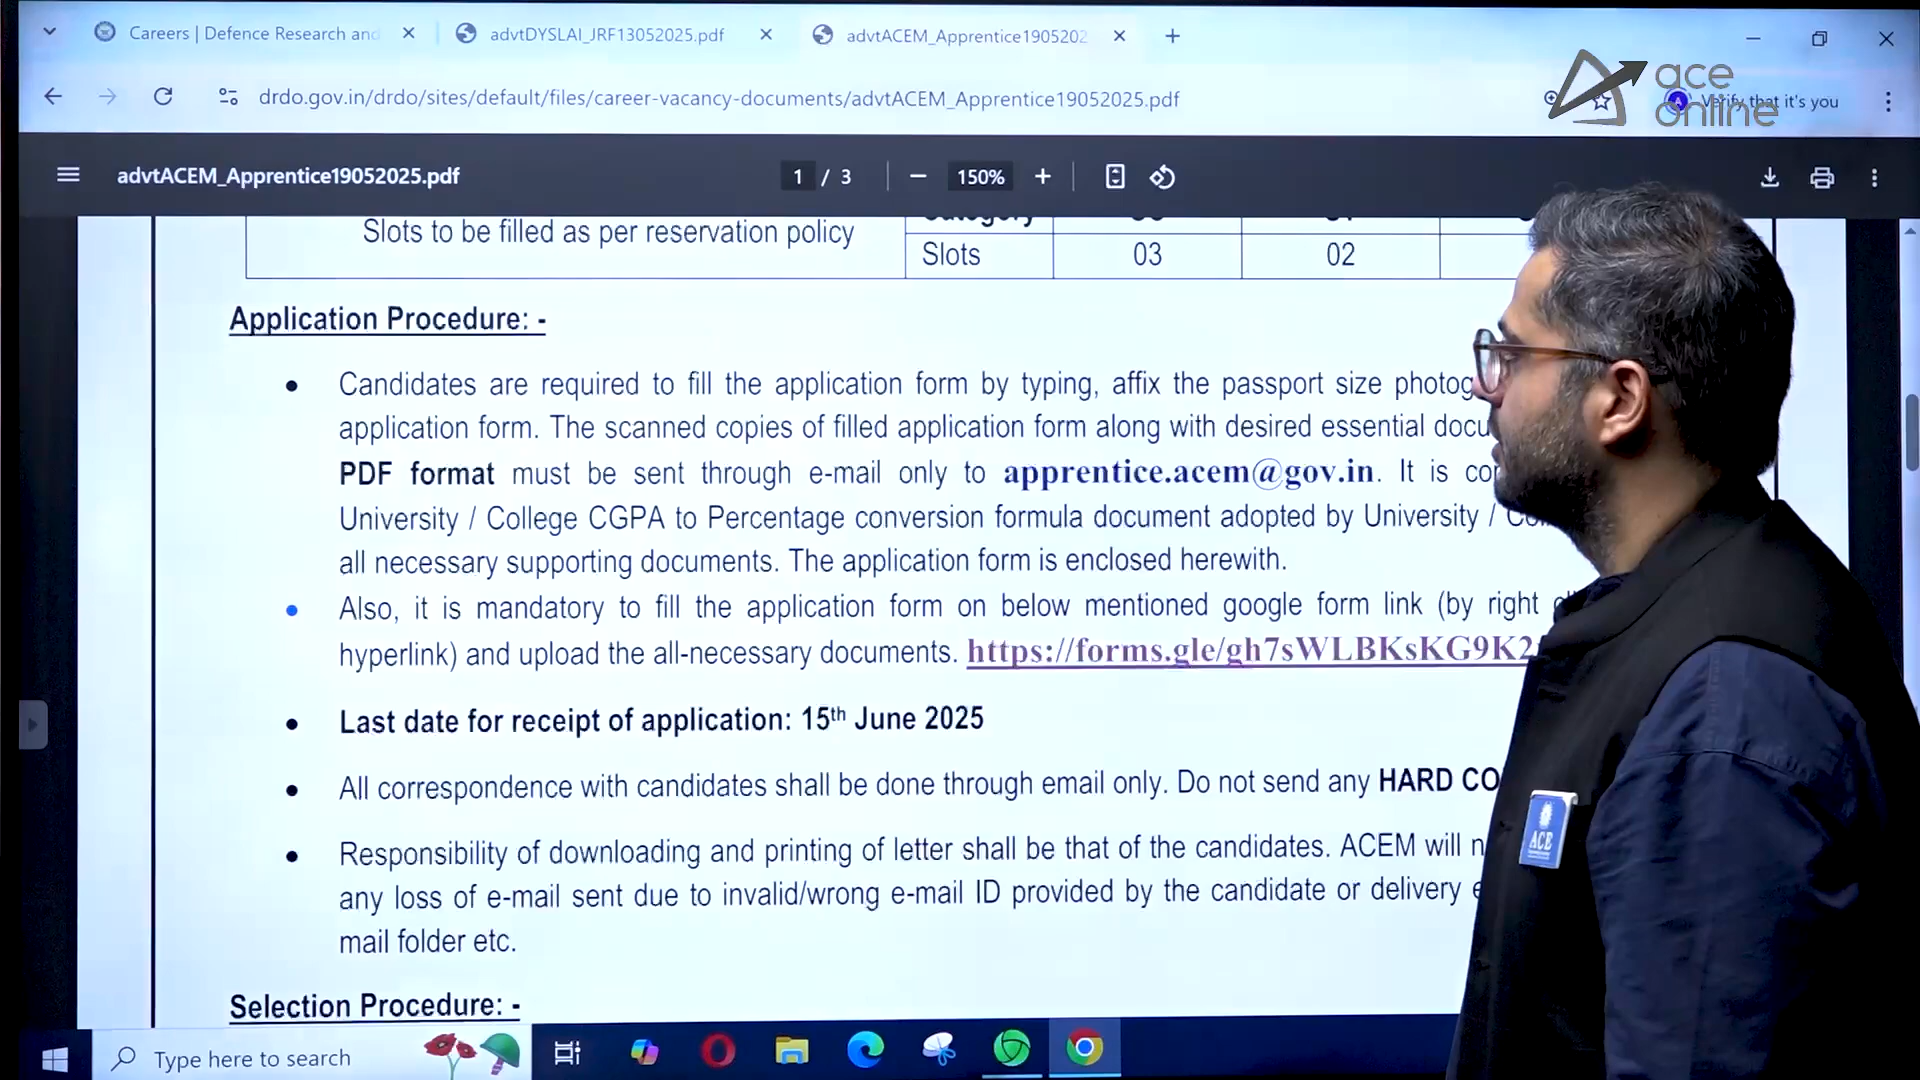 Careers | Defence Research and
advtDYSLAI_JRF13052025.pdf
advtACEM_Apprentice1905202
drdo.gov.in/drdo/sites/default/files/career-vacancy-documents/advtACEM_Apprentice19052025.pdf
Verify that it's you
ace
online
advtACEM_Apprentice19052025.pdf
1 / 3
150%
Slots to be filled as per reservation policy
Slots 03 02
Application Procedure: -
Candidates are required to fill the application form by typing, affix the passport size
application form. The scanned copies of filled application form along with desired essential
PDF format must be sent through e-mail only to apprentice.acem@gov.in. It is
University / College CGPA to Percentage conversion formula document adopted by University /
all necessary supporting documents. The application form is enclosed herewith.
Also, it is mandatory to fill the application form on below mentioned google form link (by right
hyperlink) and upload the all-necessary documents. https://forms.gle/gh7sWLBKsKG9K2
Last date for receipt of application: 15th June 2025
All correspondence with candidates shall be done through email only. Do not send any HARD
Responsibility of downloading and printing of letter shall be that of the candidates. ACEM will
any loss of e-mail sent due to invalid/wrong e-mail ID provided by the candidate or delivery
mail folder etc.
Selection Procedure: -
ACE
Type here to search